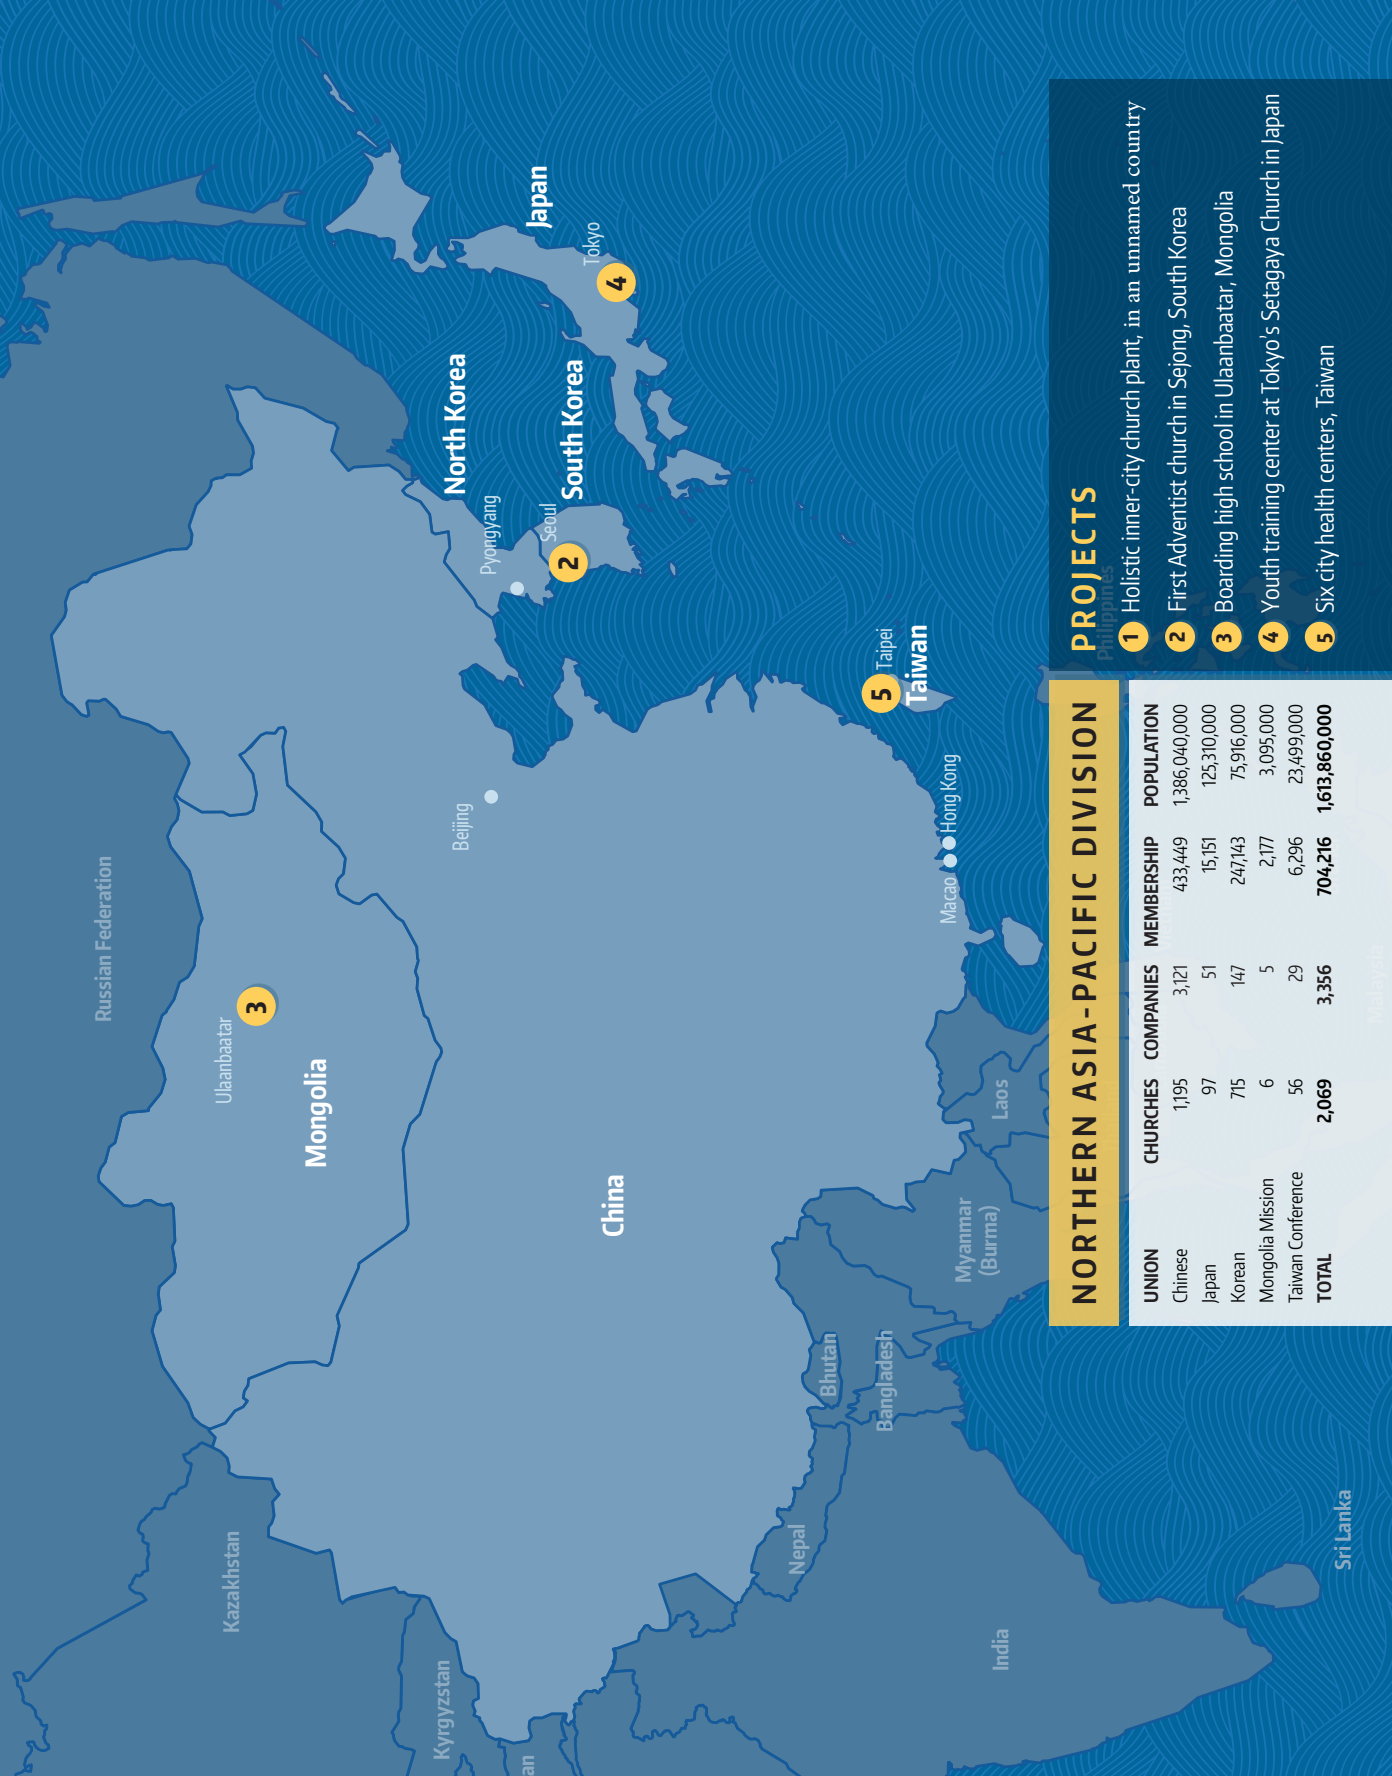 Russian Federation
Kazakhstan
Kyrgyzstan
an
Ulaanbaatar
3
Mongolia
Beijing
China
North Korea
Pyongyang
South Korea
Seoul
2
Japan
Tokyo
4
Nepal
Bhutan
Bangladesh
India
Sri Lanka
Myanmar
(Burma)
Laos
Macao
Hong Kong
5
Taipei
Taiwan
Philippines
Malaysia
NORTHERN ASIA-PACIFIC DIVISION
UNION CHURCHES COMPANIES MEMBERSHIP POPULATION
Chinese 1,195 3,121 433,449 1,386,040,000
Japan 97 51 15,151 125,310,000
Korean 715 147 247,143 75,916,000
Mongolia Mission 6 5 2,177 3,095,000
Taiwan Conference 56 29 6,296 23,499,000
TOTAL 2,069 3,356 704,216 1,613,860,000
PROJECTS
1 Holistic inner-city church plant, in an unnamed country
2 First Adventist church in Sejong, South Korea
3 Boarding high school in Ulaanbaatar, Mongolia
4 Youth training center at Tokyo's Setagaya Church in Japan
5 Six city health centers, Taiwan